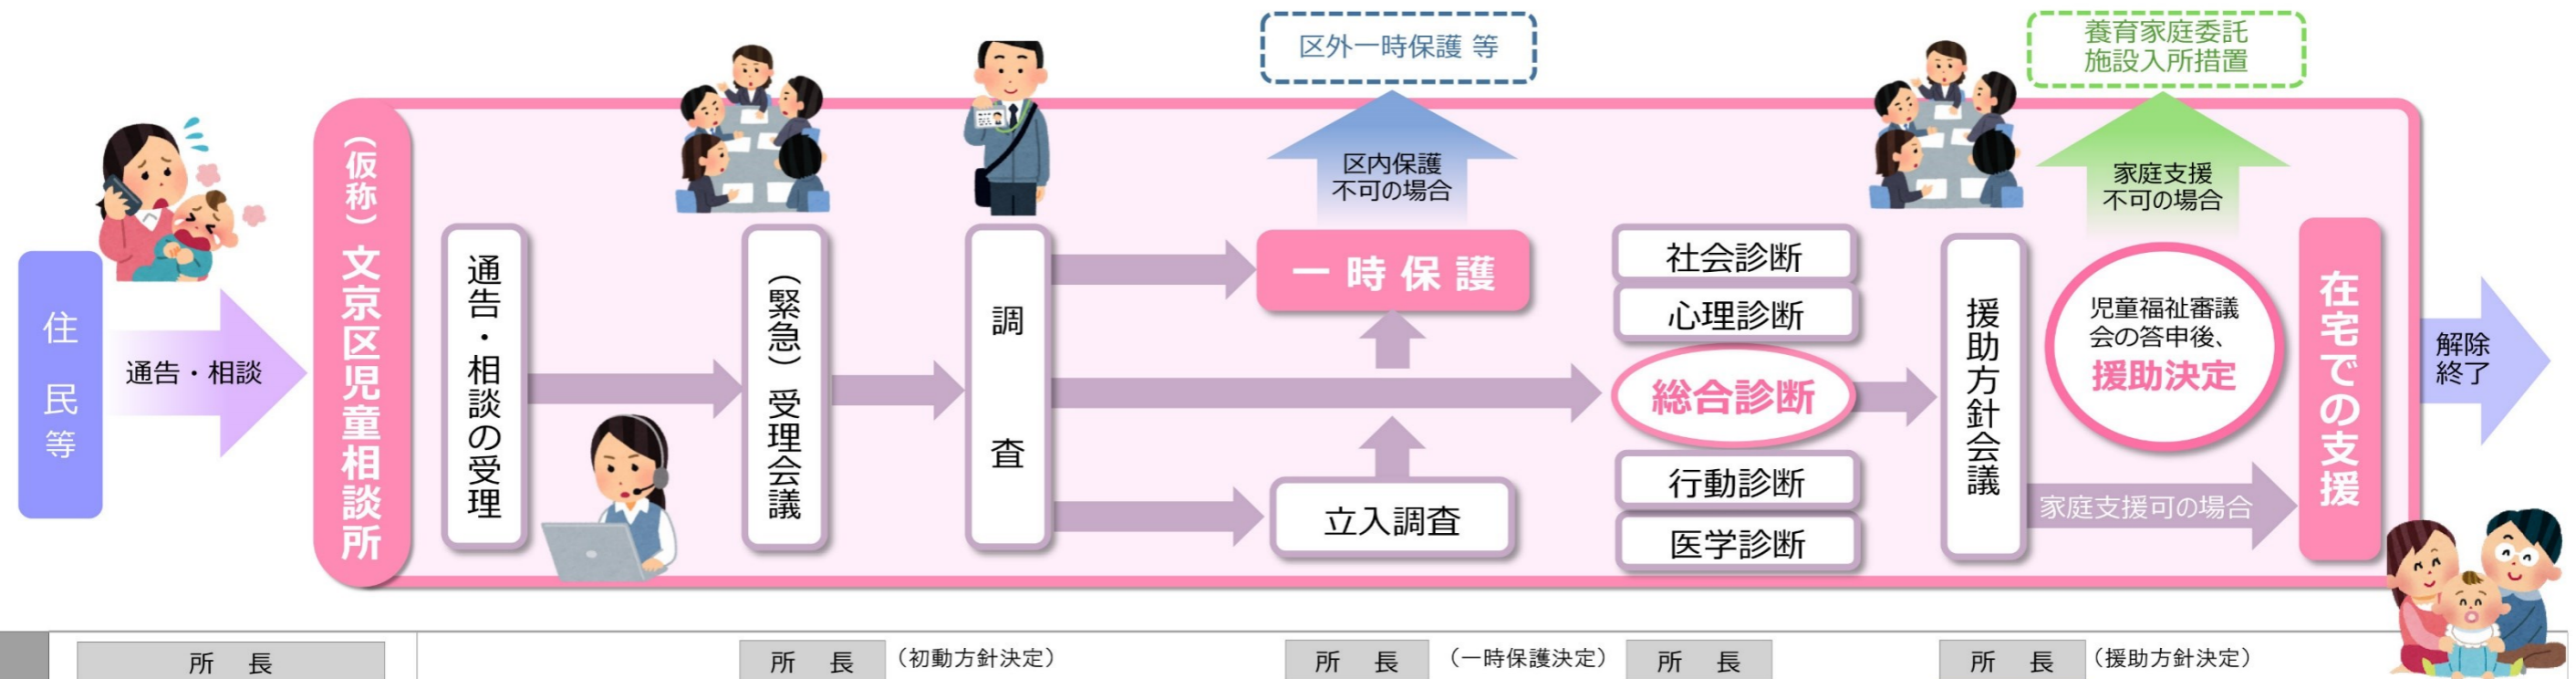 住民等
通告・相談
（仮称）文京区児童相談所
通告・相談の受理
（緊急）受理会議
調査
区外一時保護 等
区内保護
不可の場合
一時保護
立入調査
社会診断
心理診断
総合診断
行動診断
医学診断
援助方針会議
養育家庭委託
施設入所措置
家庭支援
不可の場合
児童福祉審議
会の答申後、
援助決定
家庭支援可の場合
在宅での支援
解除
終了
所　長
所　長 （初動方針決定）
所　長 （一時保護決定）
所　長
所　長 （援助方針決定）